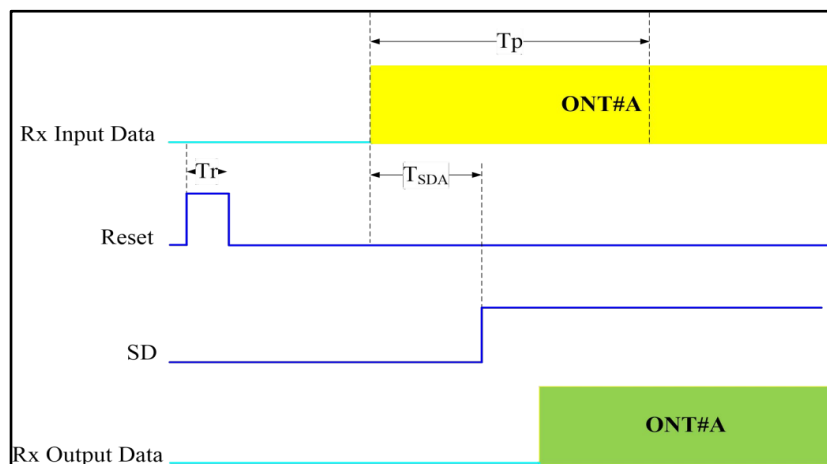 Tp
ONT#A
Rx Input Data
Tr
TSDA
Reset
SD
ONT#A
Rx Output Data